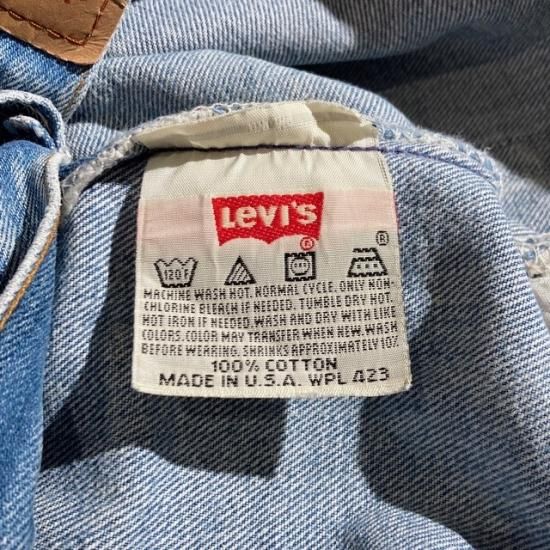 Levi's
®
®
120°F
MACHINE WASH HOT. NORMAL CYCLE. ONLY NON-
CHLORINE BLEACH IF NEEDED. TUMBLE DRY HOT.
HOT IRON IF NEEDED. WASH AND DRY WITH LIKE
COLORS. COLOR MAY TRANSFER WHEN NEW. WASH
BEFORE WEARING. SHRINKS APPROXIMATELY 10%
100% COTTON
MADE IN U.S.A. WPL 423